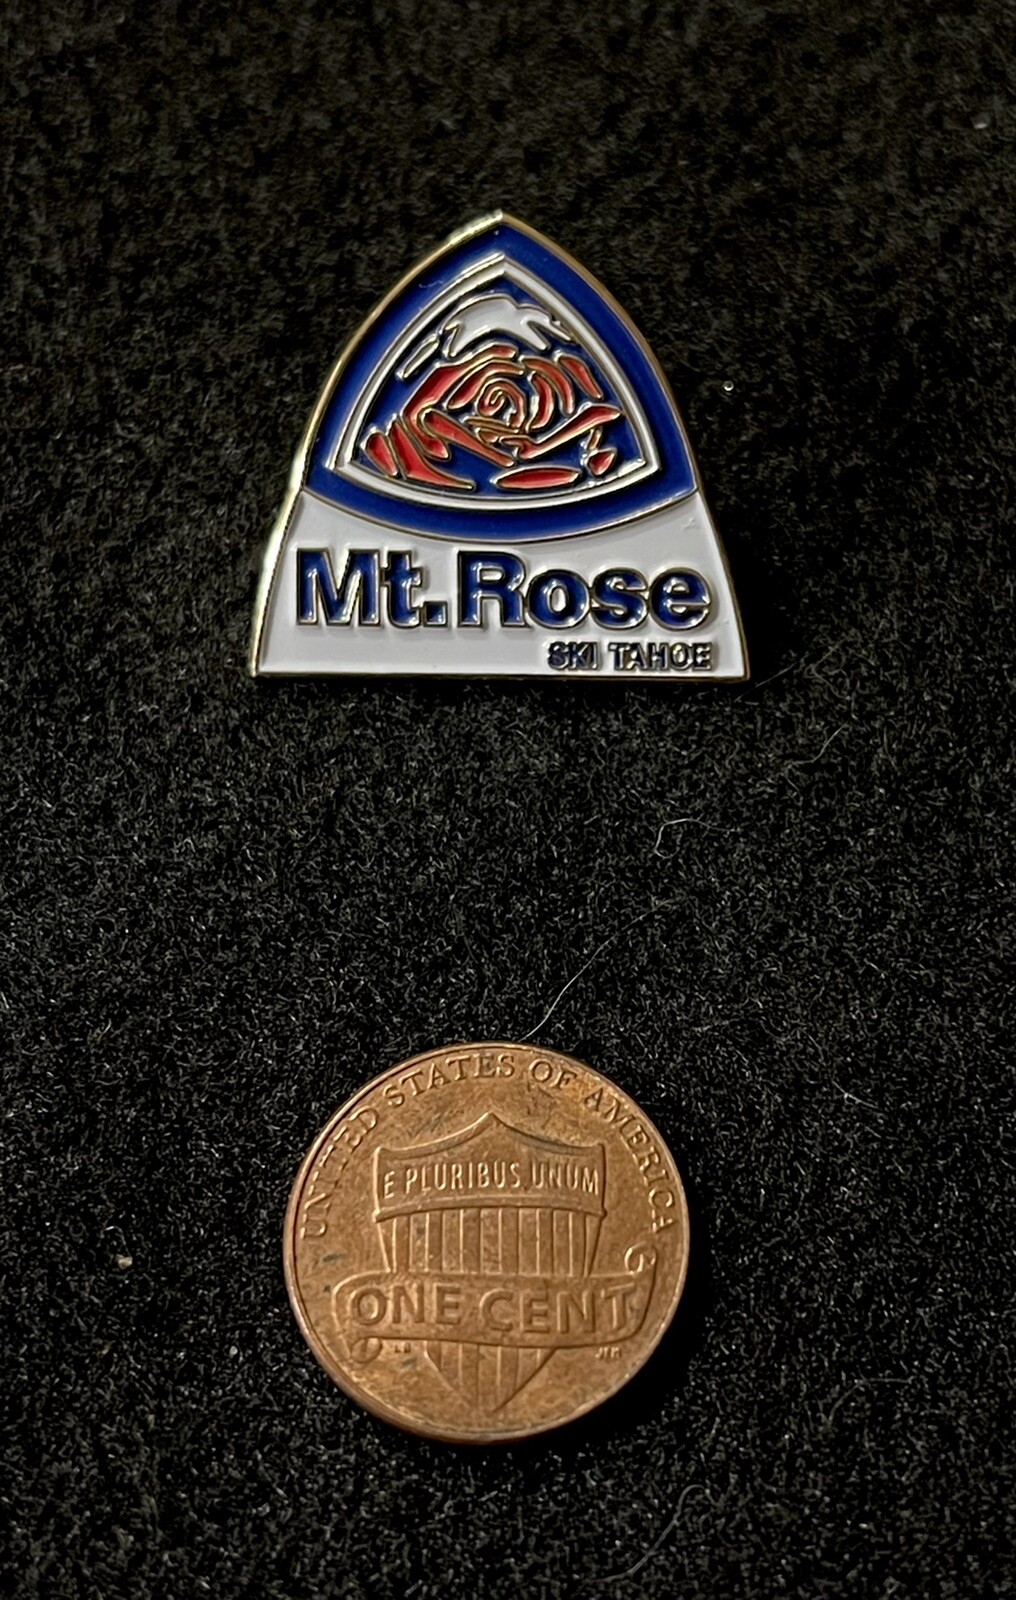 Mt. Rose
SKI TAHOE
UNITED STATES OF AMERICA
E PLURIBUS UNUM
ONE CENT